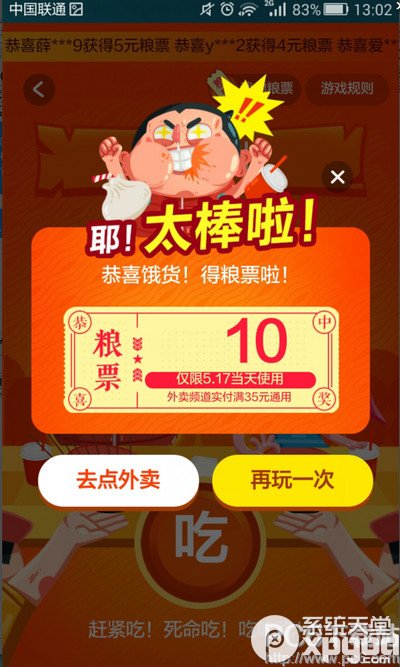 中国联通
83% 13:02
恭喜薛***9获得5元粮票 恭喜y***2获得4元粮票 恭喜爱***
粮票
游戏规则
耶！太棒啦！
恭喜饿货！得粮票啦！
恭喜
粮票
10
中奖
仅限5.17当天使用
外卖频道实付满35元通用
去点外卖
再玩一次
吃
赶紧吃！死命吃！
系统天堂